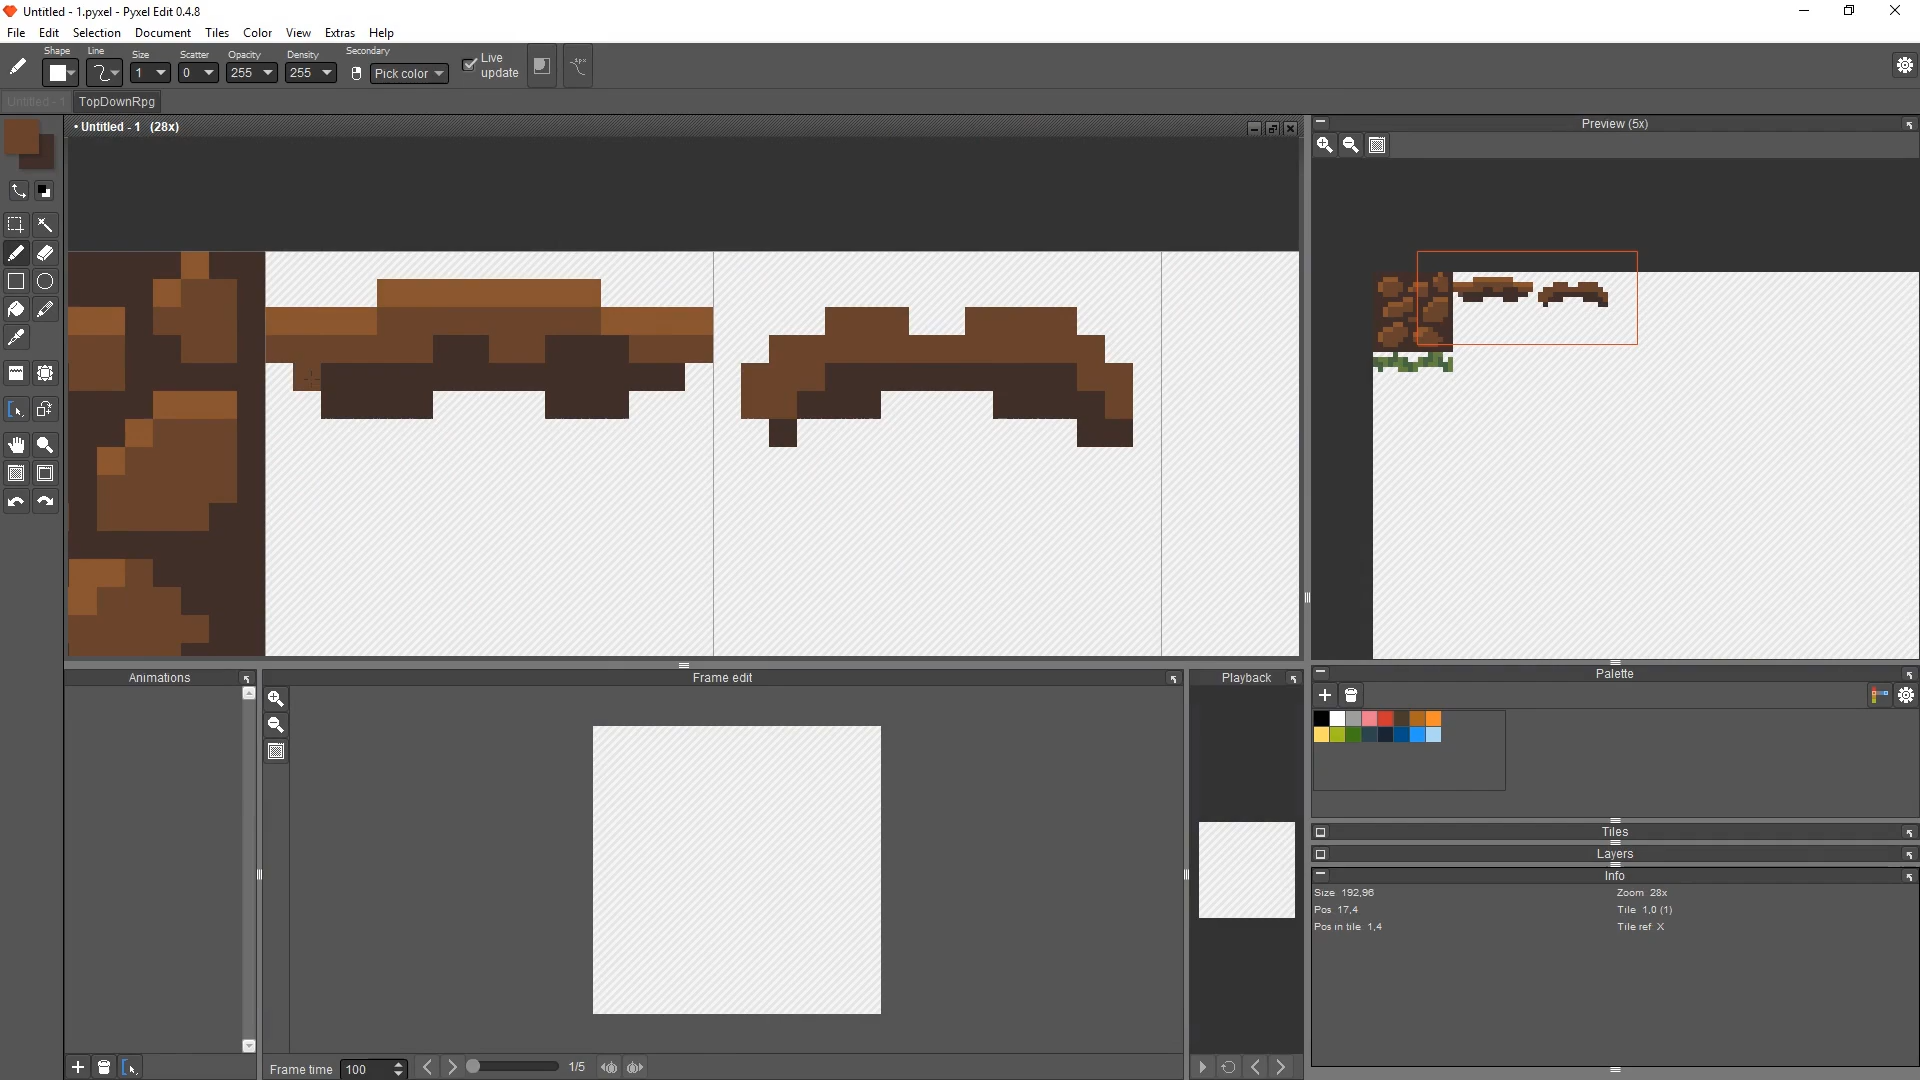 Untitled - 1.pyxel - Pyxel Edit 0.4.8
File Edit Selection Document Tiles Color View Extras Help
Shape Line Size Scatter Opacity Density Secondary
1 0 255 255 Pick color Live update
Untitled - 1 TopDownRpg
• Untitled - 1 (28x)
Preview (5x)
Animations
Frame edit
Playback
Palette
Tiles
Layers
Info
Size 192,96 Zoom 28x
Pos 17,4 Tile 1,0 (1)
Pos in tile 1,4 Tile ref X
Frame time 100 1/5